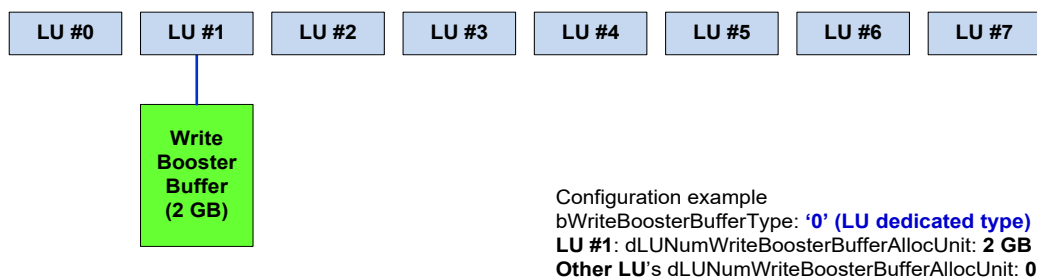 LU #0 LU #1 LU #2 LU #3 LU #4 LU #5 LU #6 LU #7
Write
Booster
Buffer
(2 GB)
Configuration example
bWriteBoosterBufferType: ‘0’ (LU dedicated type)
LU #1: dLUNumWriteBoosterBufferAllocUnit: 2 GB
Other LU’s dLUNumWriteBoosterBufferAllocUnit: 0